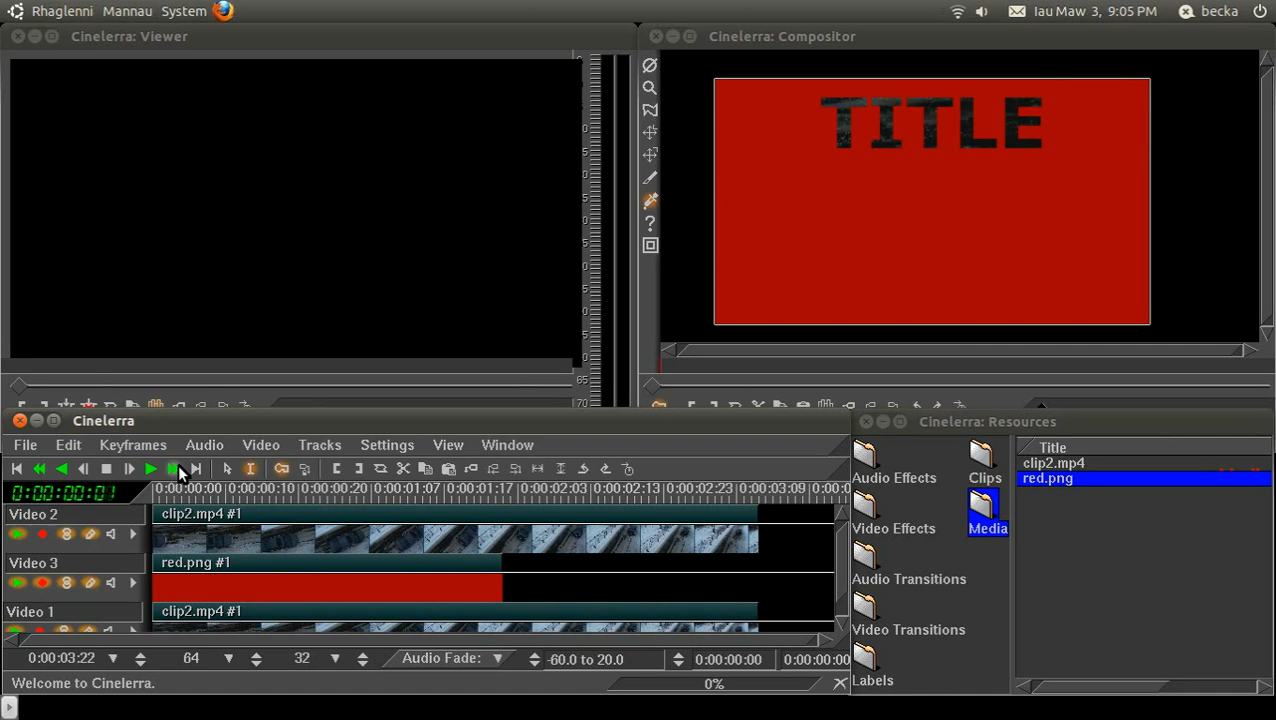 Rhaglenni Mannau System Iau Maw 3, 9:05 PM becka
Cinelerra: Viewer
Cinelerra: Compositor
TITLE
Cinelerra
File Edit Keyframes Audio Video Tracks Settings View Window
0:00:00:01
0:00:00:00 0:00:00:10 0:00:00:20 0:00:01:07 0:00:01:17 0:00:02:03 0:00:02:13 0:00:02:23 0:00:03:09
Video 2 clip2.mp4 #1
Video 3 red.png #1
Video 1 clip2.mp4 #1
0:00:03:22 64 32 Audio Fade: -60.0 to 20.0 0:00:00:00 0:00:00:00
Welcome to Cinelerra. 0%
Cinelerra: Resources
Audio Effects
Clips
Video Effects
Media
Audio Transitions
Video Transitions
Labels
Title
clip2.mp4
red.png
65
70